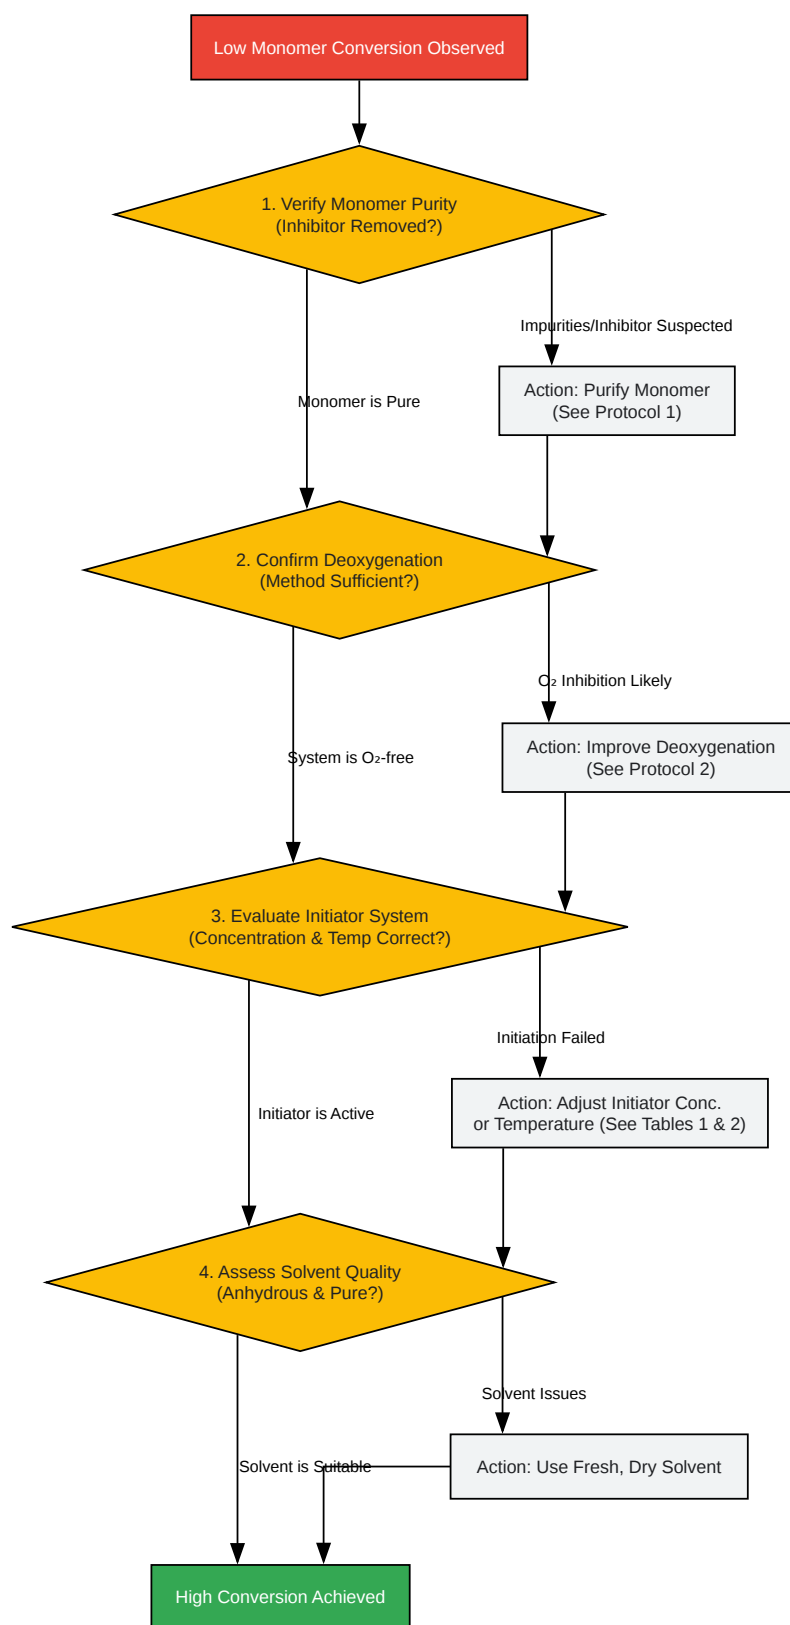 Low Monomer Conversion Observed
1. Verify Monomer Purity
(Inhibitor Removed?)
Impurities/Inhibitor Suspected
Action: Purify Monomer
(See Protocol 1)
Monomer is Pure
2. Confirm Deoxygenation
(Method Sufficient?)
O₂ Inhibition Likely
Action: Improve Deoxygenation
(See Protocol 2)
System is O₂-free
3. Evaluate Initiator System
(Concentration & Temp Correct?)
Initiation Failed
Action: Adjust Initiator Conc.
or Temperature (See Tables 1 & 2)
Initiator is Active
4. Assess Solvent Quality
(Anhydrous & Pure?)
Solvent Issues
Action: Use Fresh, Dry Solvent
Solvent is Suitable
High Conversion Achieved